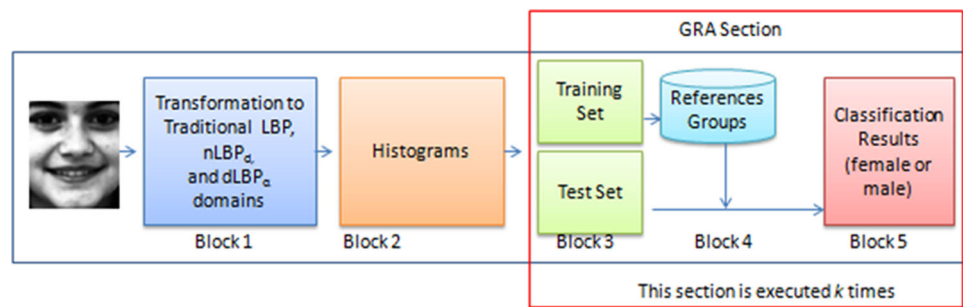 GRA Section
Transformation to
Traditional LBP,
nLBPd,
and dLBPα
domains
Histograms
Training
Set
Test Set
References
Groups
Classification
Results
(female or
male)
Block 1
Block 2
Block 3
Block 4
Block 5
This section is executed k times